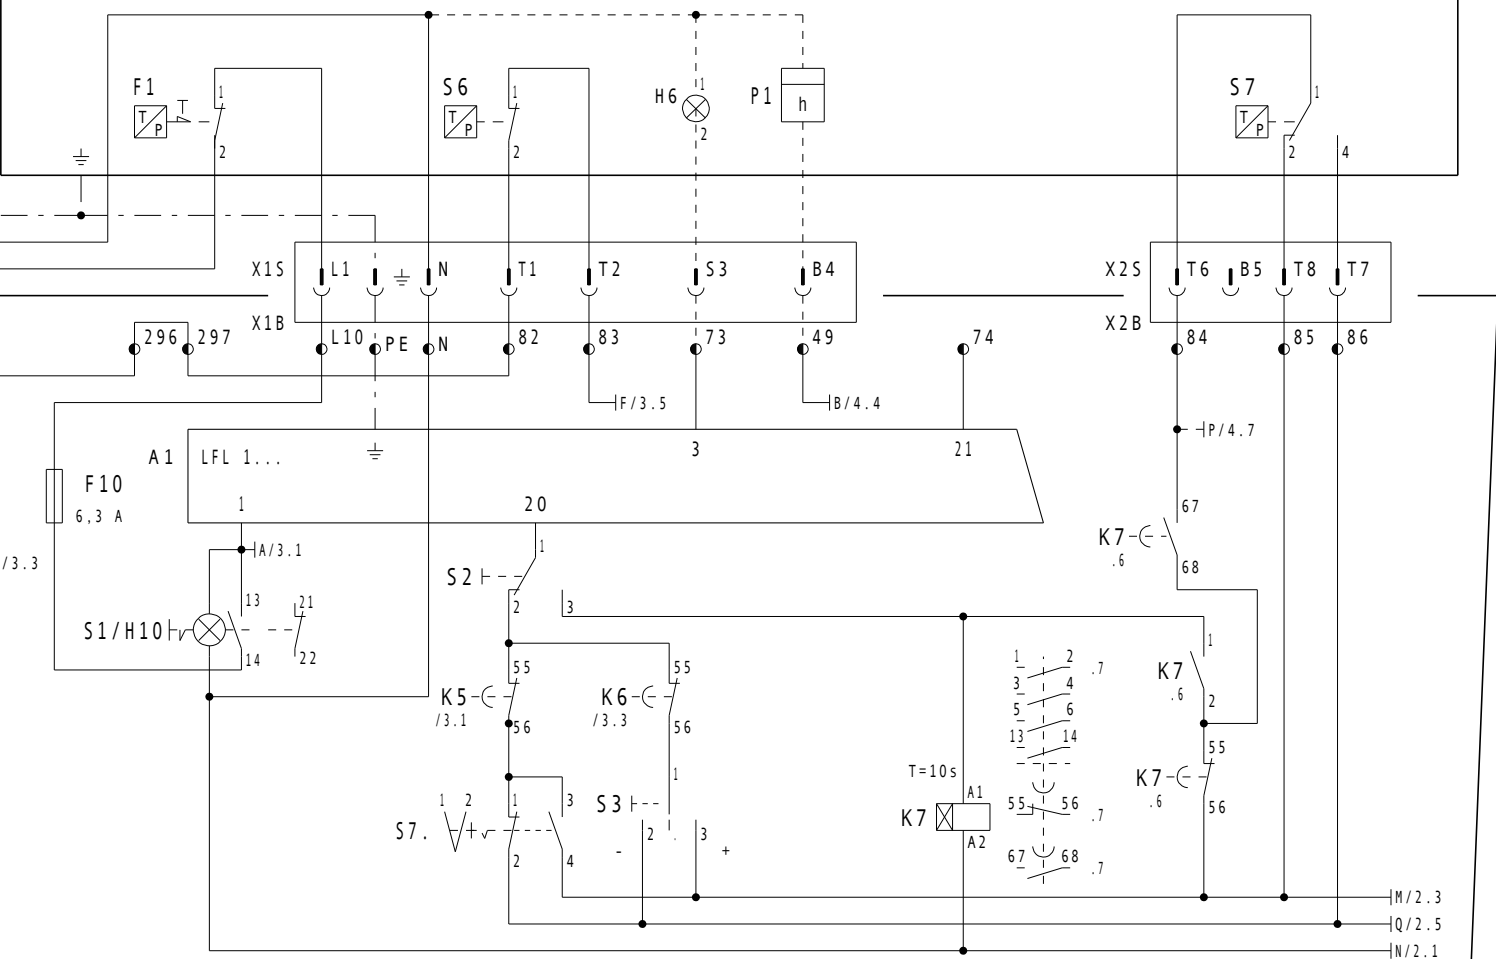 F1
1
T
P
2
S6
1
T
P
2
H6
1
2
P1
h
S7
1
T
P
2
4
X1S
L1
N
T1
T2
S3
B4
X2S
T6
B5
T8
T7
X1B
X2B
296
297
L10
PE
N
82
83
73
49
74
84
85
86
F/3.5
B/4.4
P/4.7
A1
LFL 1...
3
21
1
20
F10
6,3 A
/3.3
A/3.1
S1/H10
13
14
21
22
S2
1
2
3
K7
.6
67
68
K5
/3.1
55
56
K6
/3.3
55
56
1 2 .7
3 4
5 6
13 14
55 56 .7
67 68 .7
K7
.6
1
2
K7
.6
55
56
T=10s
K7
A1
A2
S7.
1 2
1
2
3
4
S3
1
2
3
-
+
M/2.3
Q/2.5
N/2.1